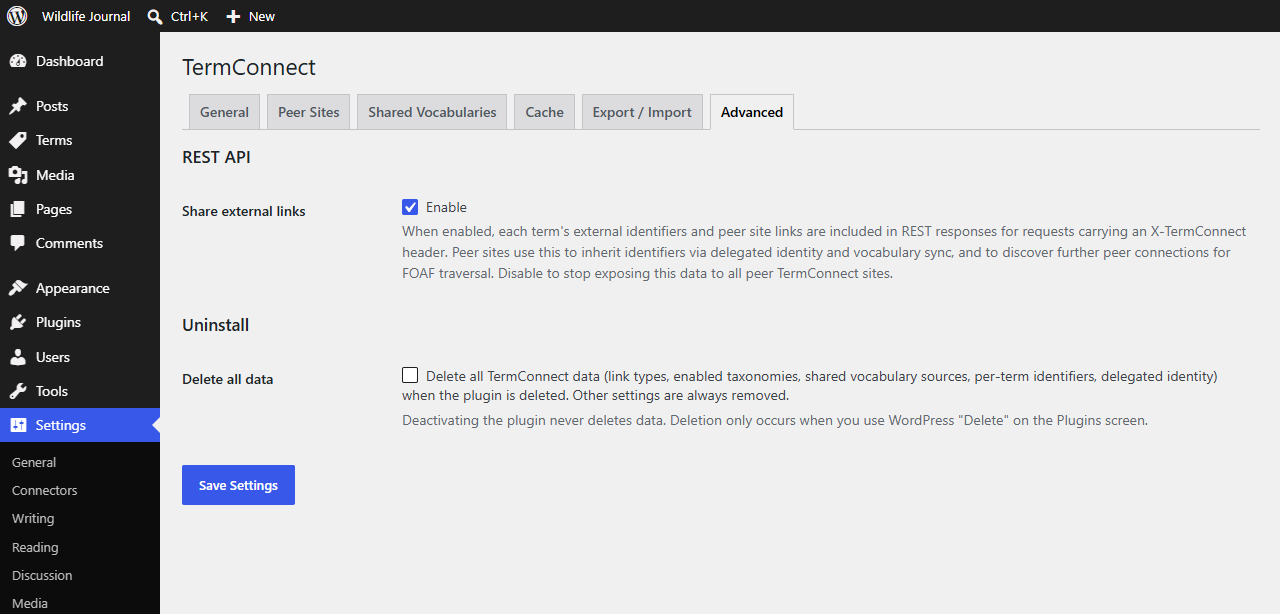 Wildlife Journal
Ctrl+K
New
Dashboard
Posts
Terms
Media
Pages
Comments
Appearance
Plugins
Users
Tools
Settings
General
Connectors
Writing
Reading
Discussion
Media
TermConnect
General
Peer Sites
Shared Vocabularies
Cache
Export / Import
Advanced
REST API
Share external links
Enable
When enabled, each term's external identifiers and peer site links are included in REST responses for requests carrying an X-TermConnect
header. Peer sites use this to inherit identifiers via delegated identity and vocabulary sync, and to discover further peer connections for
FOAF traversal. Disable to stop exposing this data to all peer TermConnect sites.
Uninstall
Delete all data
Delete all TermConnect data (link types, enabled taxonomies, shared vocabulary sources, per-term identifiers, delegated identity)
when the plugin is deleted. Other settings are always removed.
Deactivating the plugin never deletes data. Deletion only occurs when you use WordPress "Delete" on the Plugins screen.
Save Settings